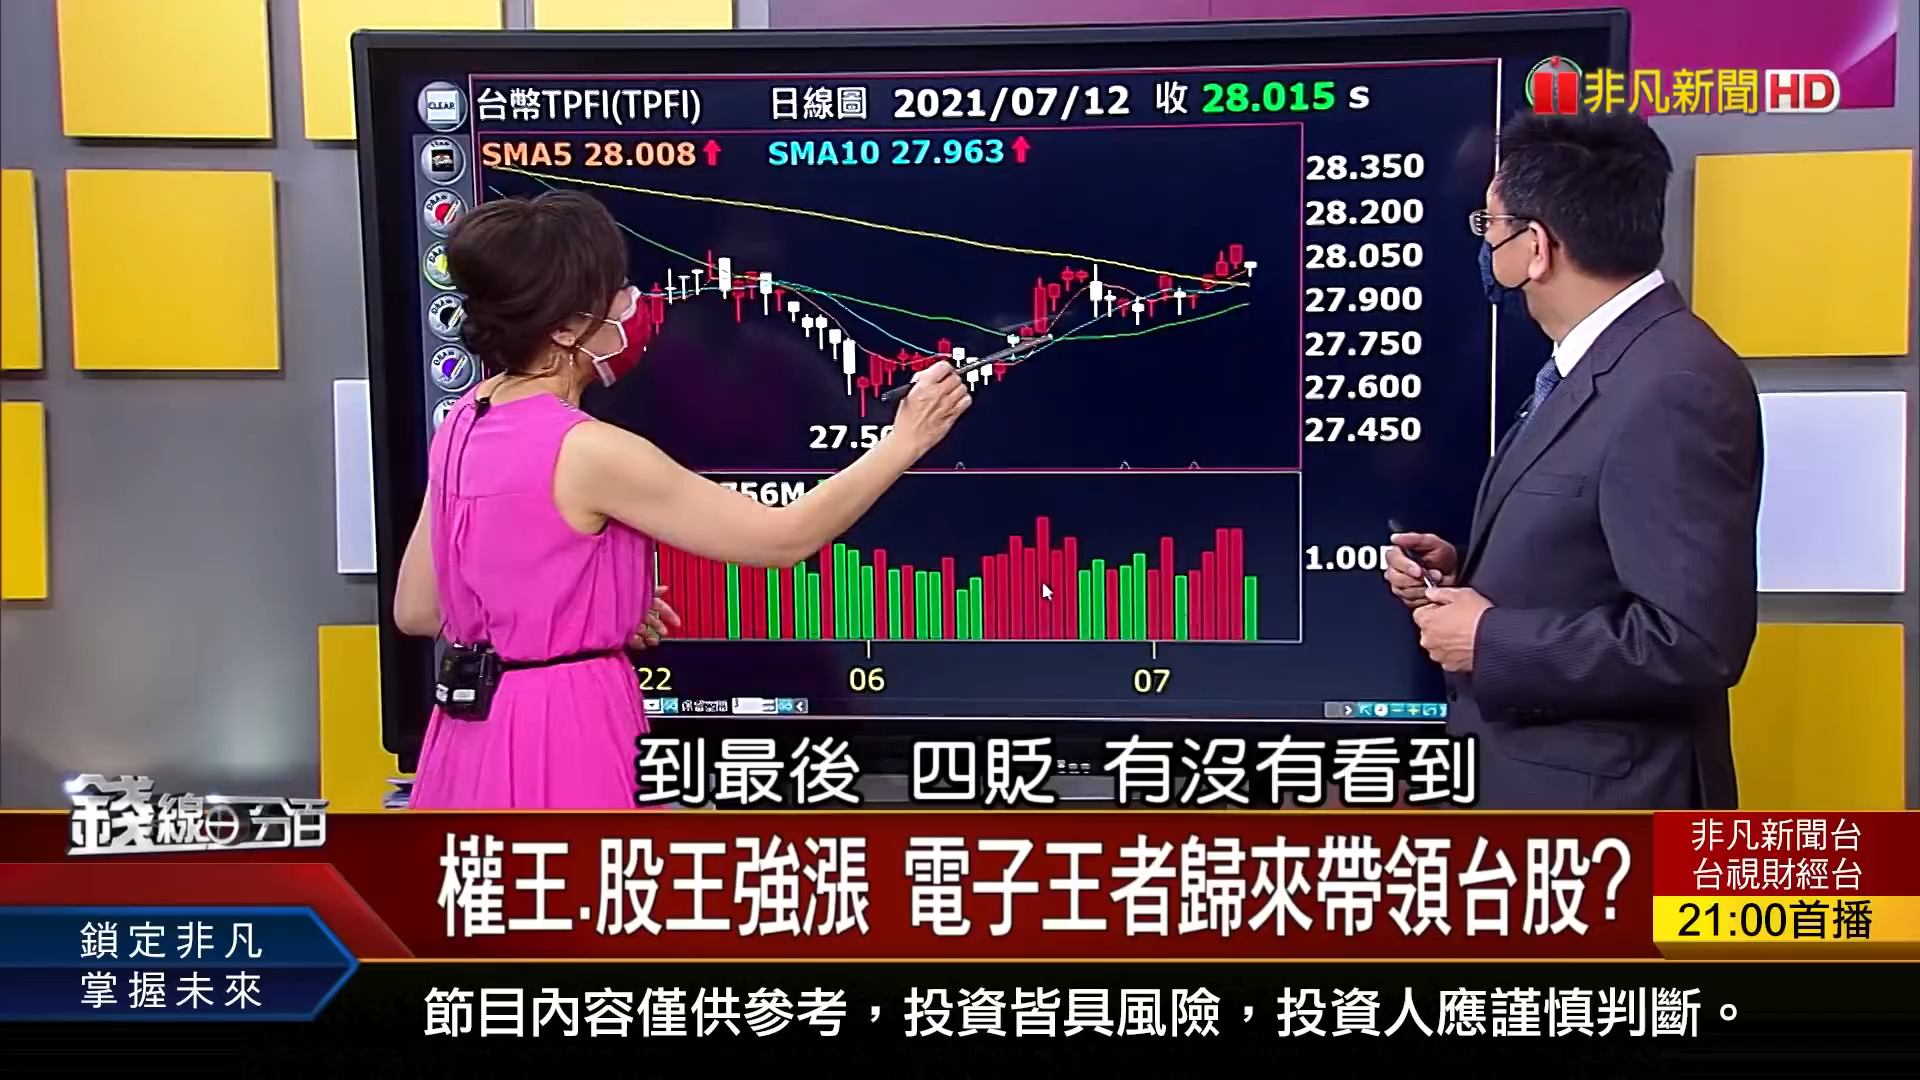 非凡新聞HD
台幣TPFI(TPFI) 日線圖 2021/07/12 收 28.015 S
SMA5 28.008 SMA10 27.963
28.350
28.200
28.050
27.900
27.750
27.600
27.450
756M
06
07
到最後 四貶 有沒有看到
錢線百分百
權王.股王強漲 電子王者歸來帶領台股?
非凡新聞台
台視財經台
21:00首播
鎖定非凡
掌握未來
節目內容僅供參考，投資皆具風險，投資人應謹慎判斷。